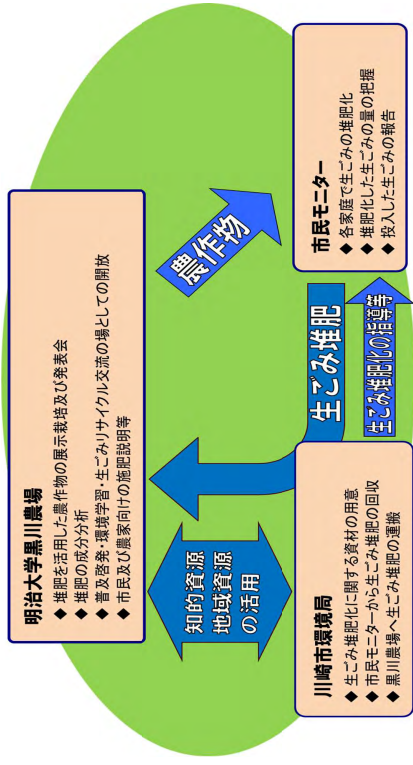 明治大学黒川農場
◆ 堆肥を活用した農作物の展示栽培及び発表会
◆ 堆肥の成分分析
◆ 普及啓発・環境学習・生ごみリサイクル交流の場としての開放
◆ 市民及び農家向けの施肥説明等
知的資源
地域資源
の活用
農作物
川崎市環境局
◆ 生ごみ堆肥化に関する資材の用意
◆ 市民モニターから生ごみ堆肥の回収
◆ 黒川農場へ生ごみ堆肥の運搬
生ごみ堆肥
生ごみ堆肥化の指導等
市民モニター
◆ 各家庭で生ごみの堆肥化
◆ 堆肥化した生ごみの量の把握
◆ 投入した生ごみの報告